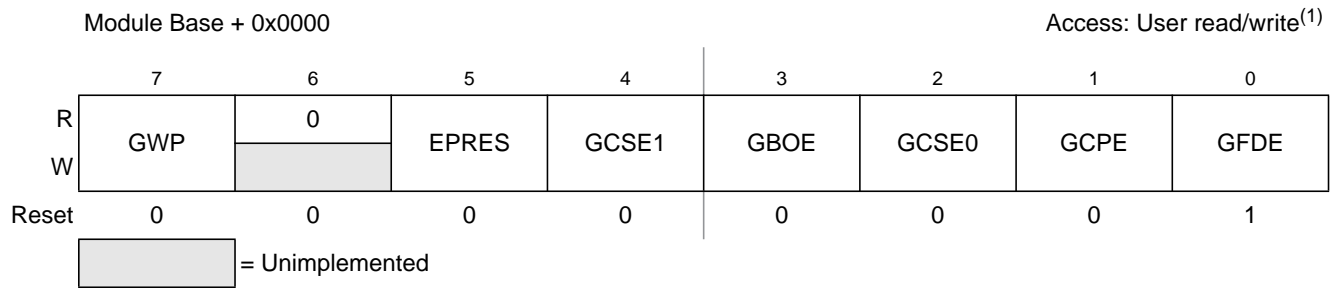 Module Base + 0x0000 Access: User read/write(1)
7 6 5 4 3 2 1 0
R GWP 0 EPRES GCSE1 GBOE GCSE0 GCPE GFDE
W
Reset 0 0 0 0 0 0 0 1
= Unimplemented